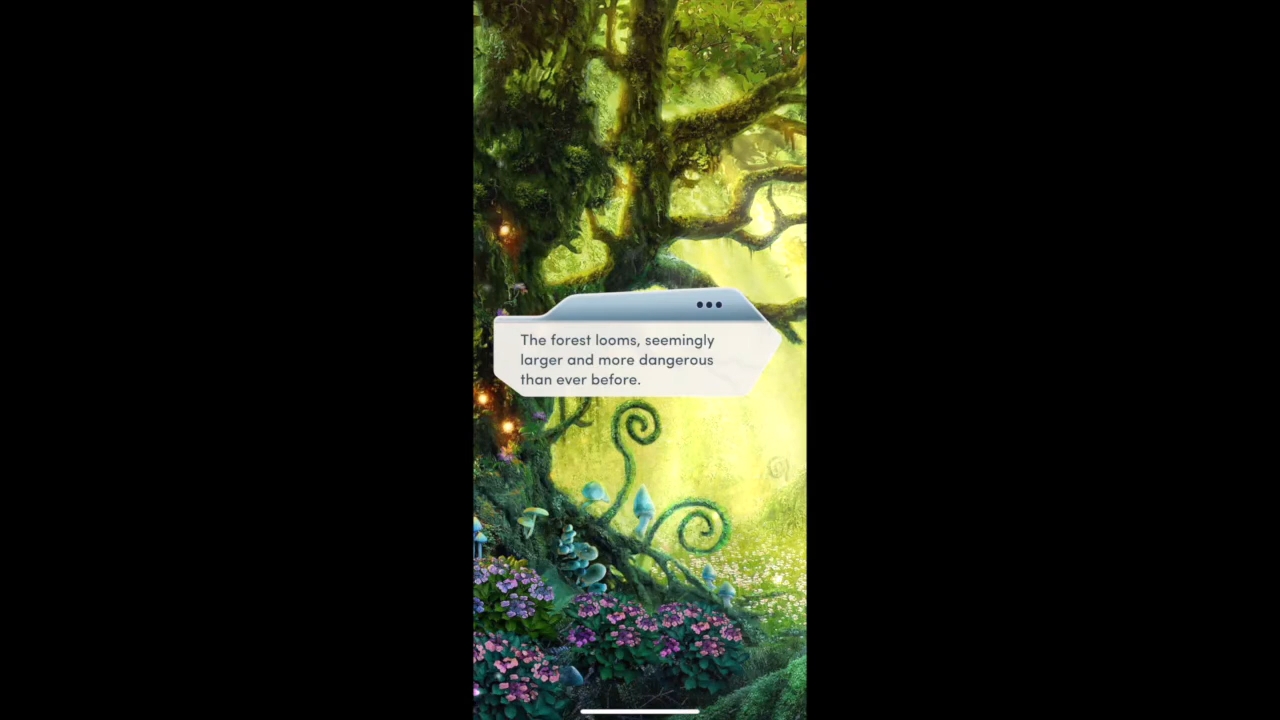 The forest looms, seemingly
larger and more dangerous
than ever before.